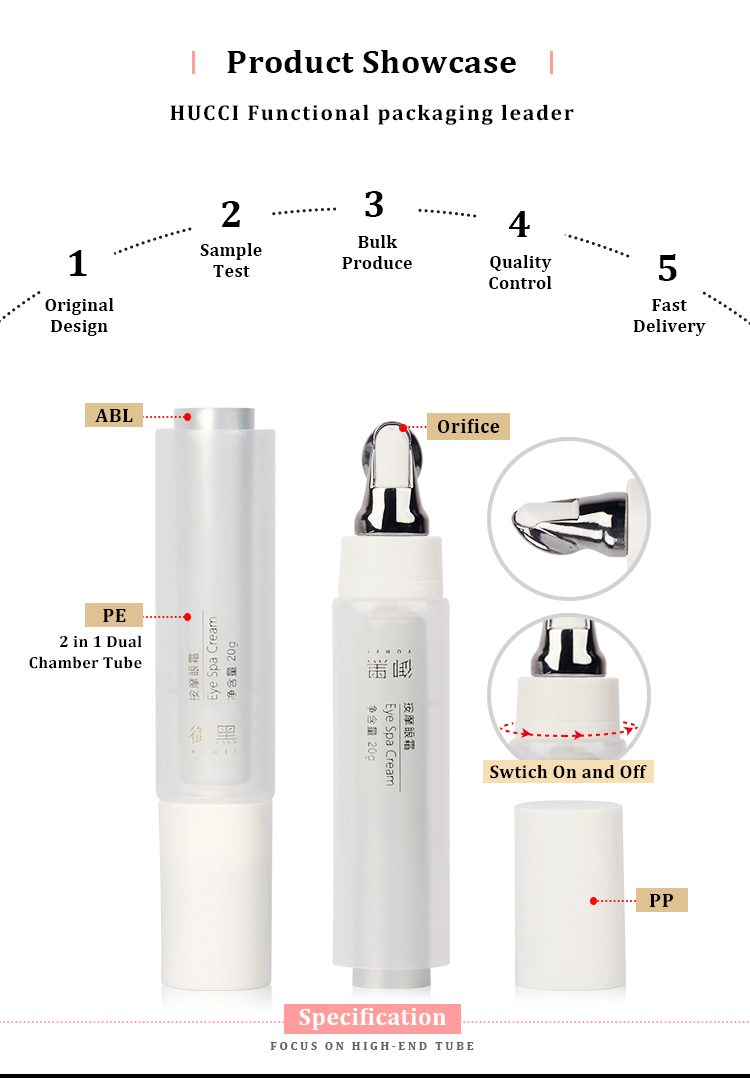 Product Showcase
HUCCI Functional packaging leader
1
Original
Design
2
Sample
Test
3
Bulk
Produce
4
Quality
Control
5
Fast
Delivery
ABL
Orifice
PE
2 in 1 Dual
Chamber Tube
按摩眼霜
Eye Spa Cream
净含量 20g
御黑
按摩眼霜
Eye Spa Cream
净含量 20g
Swtich On and Off
PP
Specification
FOCUS ON HIGH-END TUBE